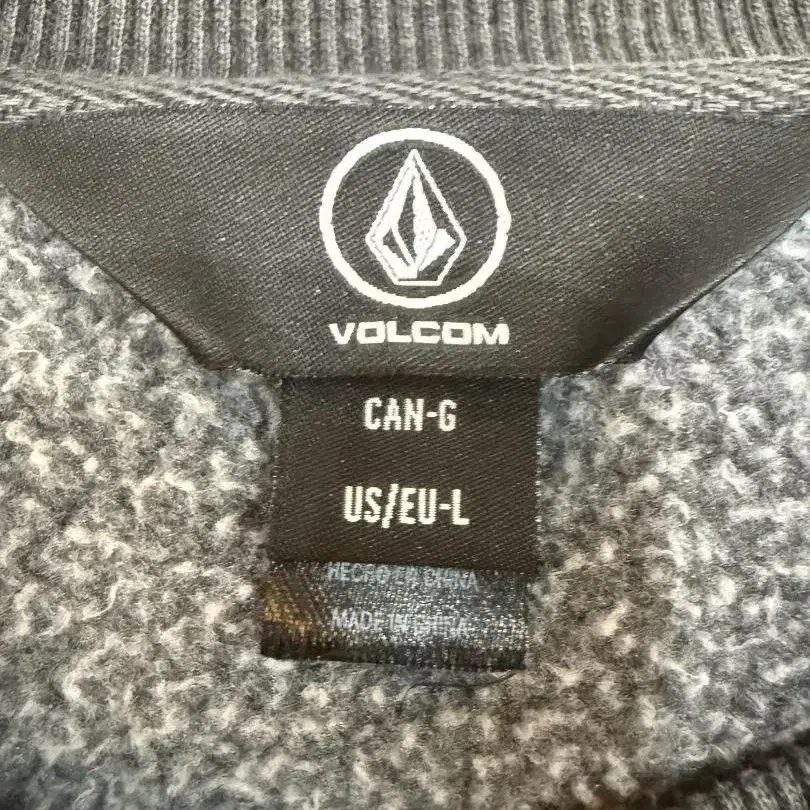 VOLCOM
CAN-G
US/EU-L
HECHO EN CHINA
MADE IN CHINA